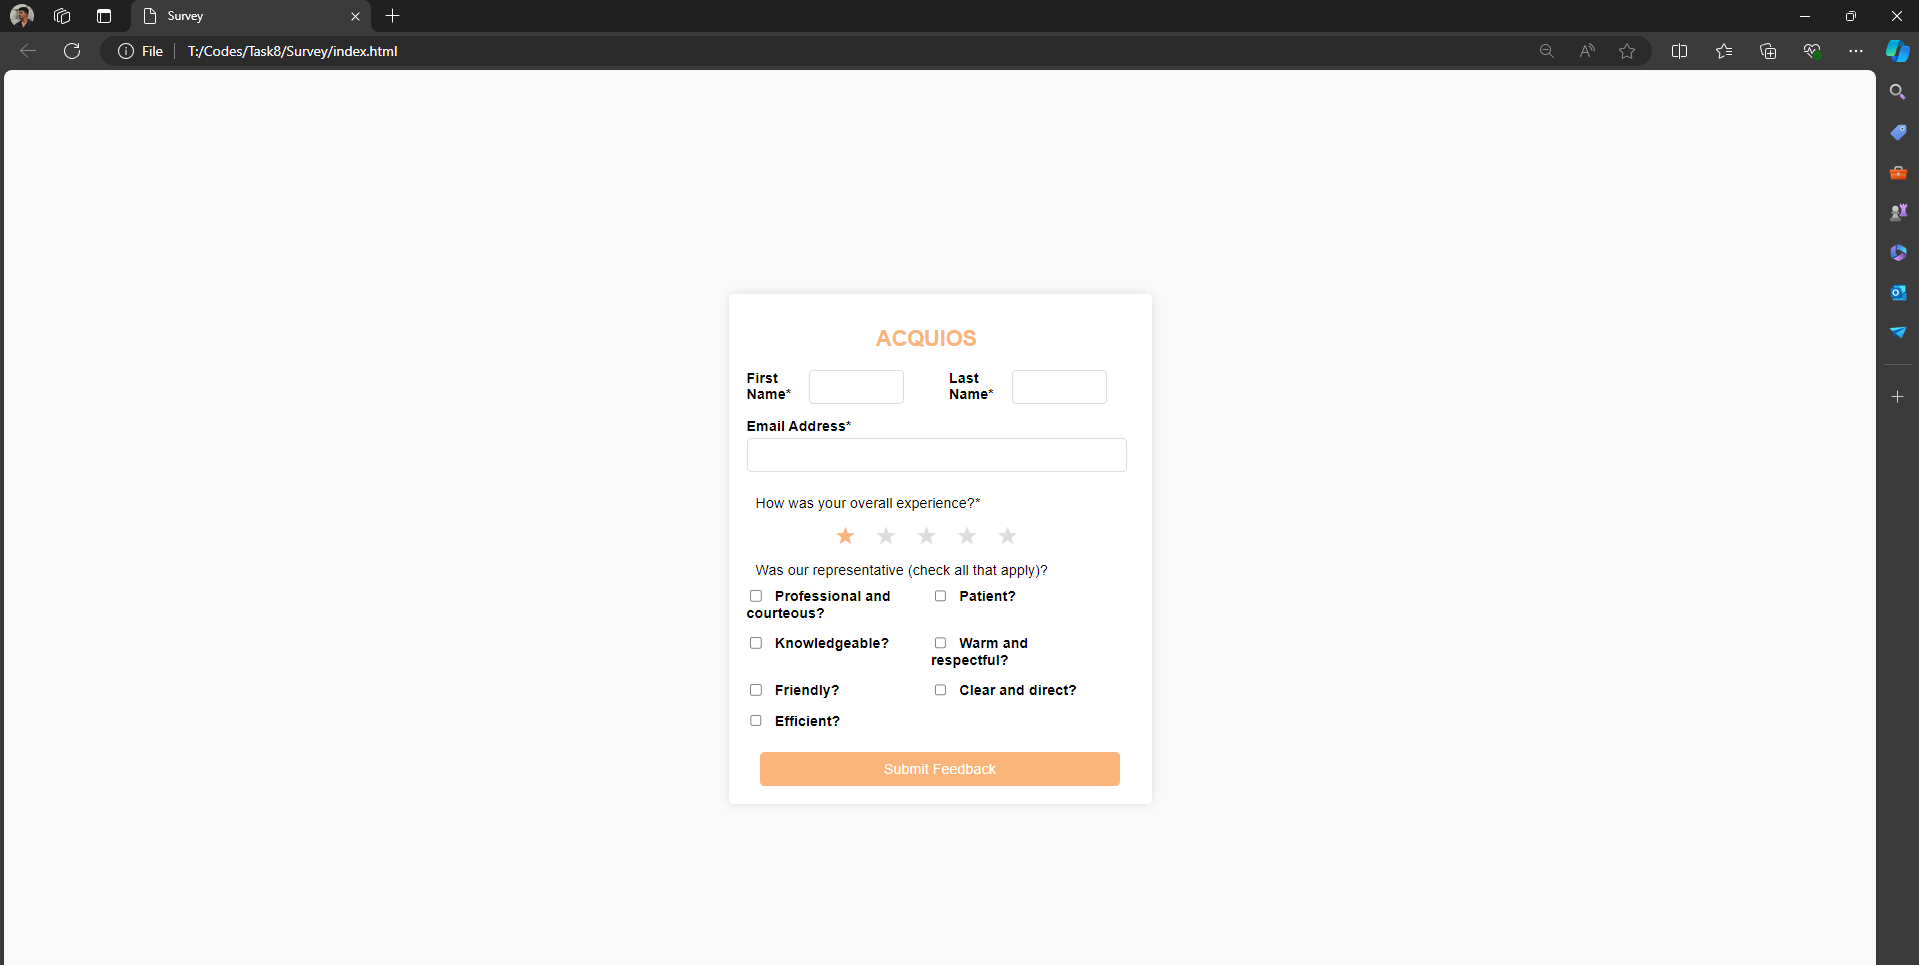 Survey
File T:/Codes/Task8/Survey/index.html
ACQUIOS
First
Name*
Last
Name*
Email Address*
How was your overall experience?*
Was our representative (check all that apply)?
Professional and
courteous?
Patient?
Knowledgeable?
Warm and
respectful?
Friendly?
Clear and direct?
Efficient?
Submit Feedback